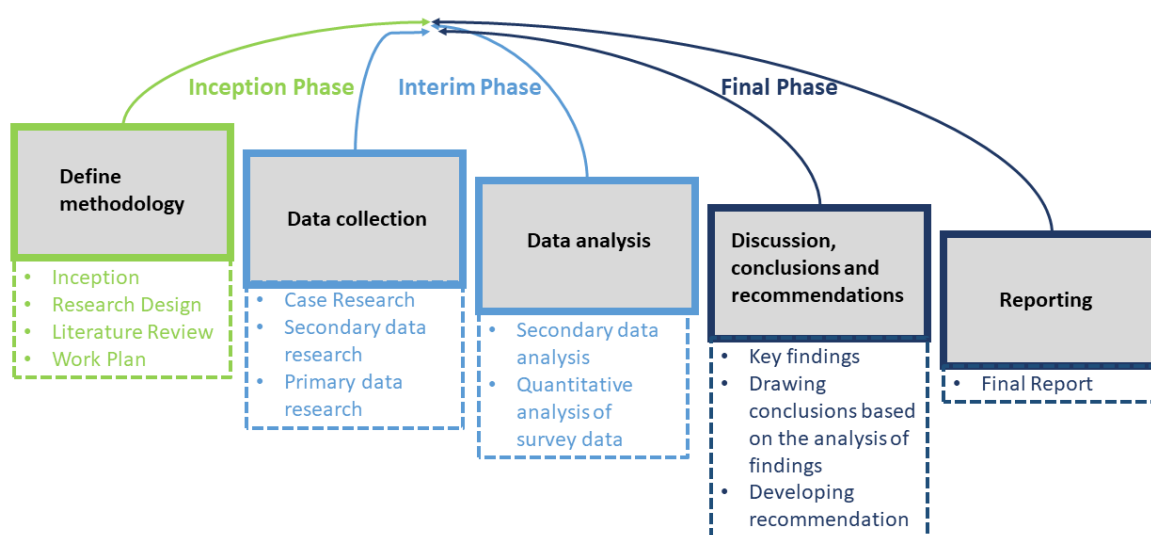 Inception Phase
Interim Phase
Final Phase
Define
methodology
• Inception
• Research Design
• Literature Review
• Work Plan
Data collection
• Case Research
• Secondary data
research
• Primary data
research
Data analysis
• Secondary data
analysis
• Quantitative
analysis of
survey data
Discussion,
conclusions and
recommendations
• Key findings
• Drawing
conclusions based
on the analysis of
findings
• Developing
recommendation
Reporting
• Final Report